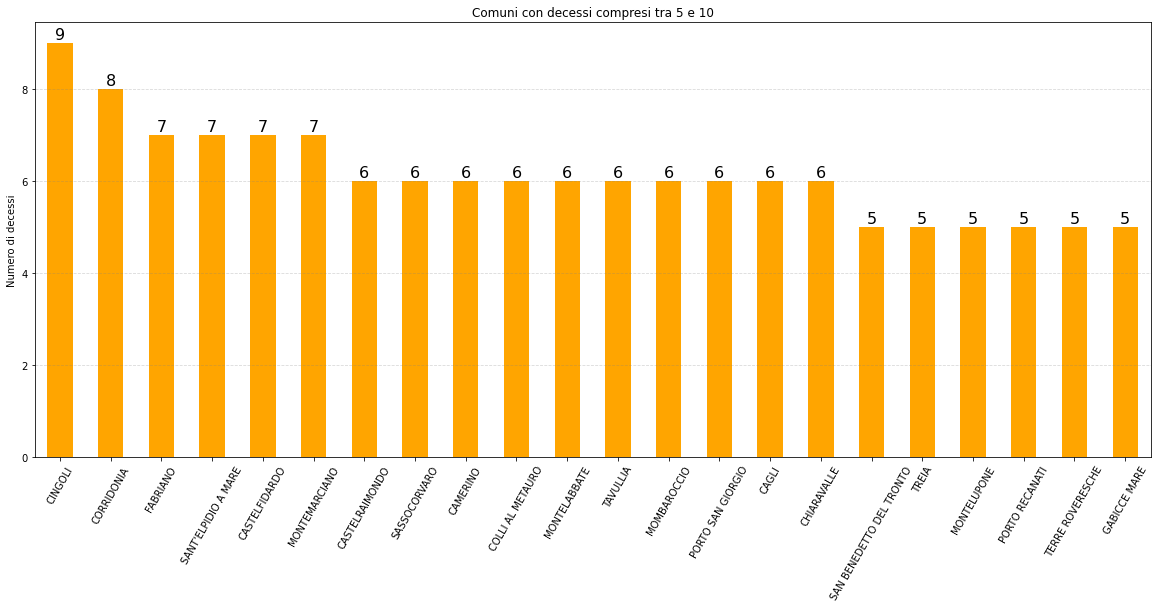 Comuni con decessi compresi tra 5 e 10
Numero di decessi
8
6
4
2
0
9
8
7
7
7
7
6
6
6
6
6
6
6
6
6
6
5
5
5
5
5
5
CINGOLI
CORRIDONIA
FABRIANO
SANT'ELPIDIO A MARE
CASTELFIDARDO
MONTEMARCIANO
CASTELRAIMONDO
SASSOCORVARO
CAMERINO
COLLI AL METAURO
MONTELABBATE
TAVULLIA
MOMBAROCCIO
PORTO SAN GIORGIO
CAGLI
CHIARAVALLE
SAN BENEDETTO DEL TRONTO
TREIA
MONTELUPONE
PORTO RECANATI
TERRE ROVERESCHE
GABICCE MARE